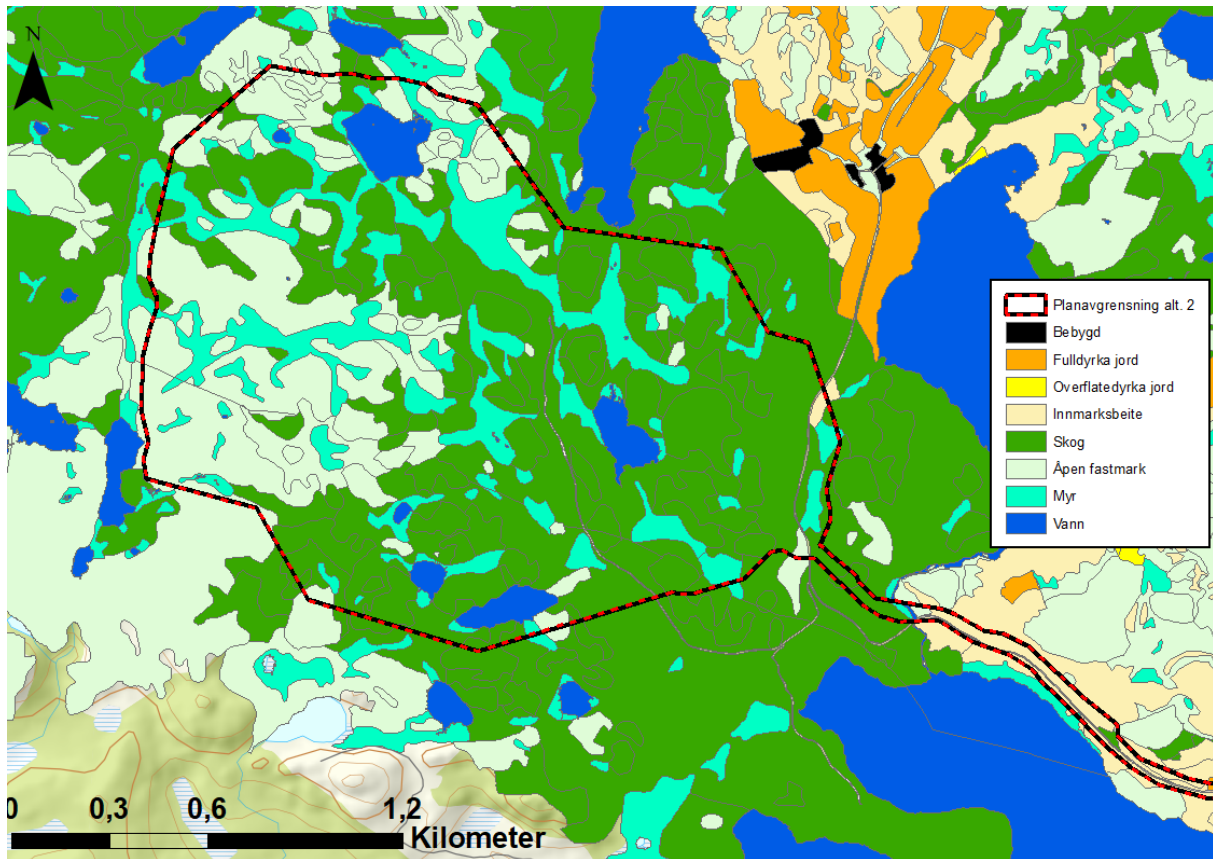 N
Planavgrensning alt. 2
Bebygd
Fulldyrka jord
Overflatedyrka jord
Innmarksbeite
Skog
Åpen fastmark
Myr
Vann
0 0,3 0,6 1,2
Kilometer